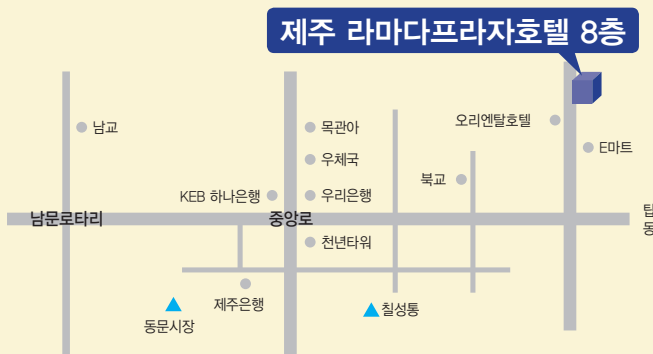 제주 라마다프라자호텔 8층
남교
목관아
오리엔탈호텔
E마트
우체국
북교
KEB 하나은행
우리은행
남문로타리
중앙로
탑
동
천년타워
제주은행
칠성통
동문시장